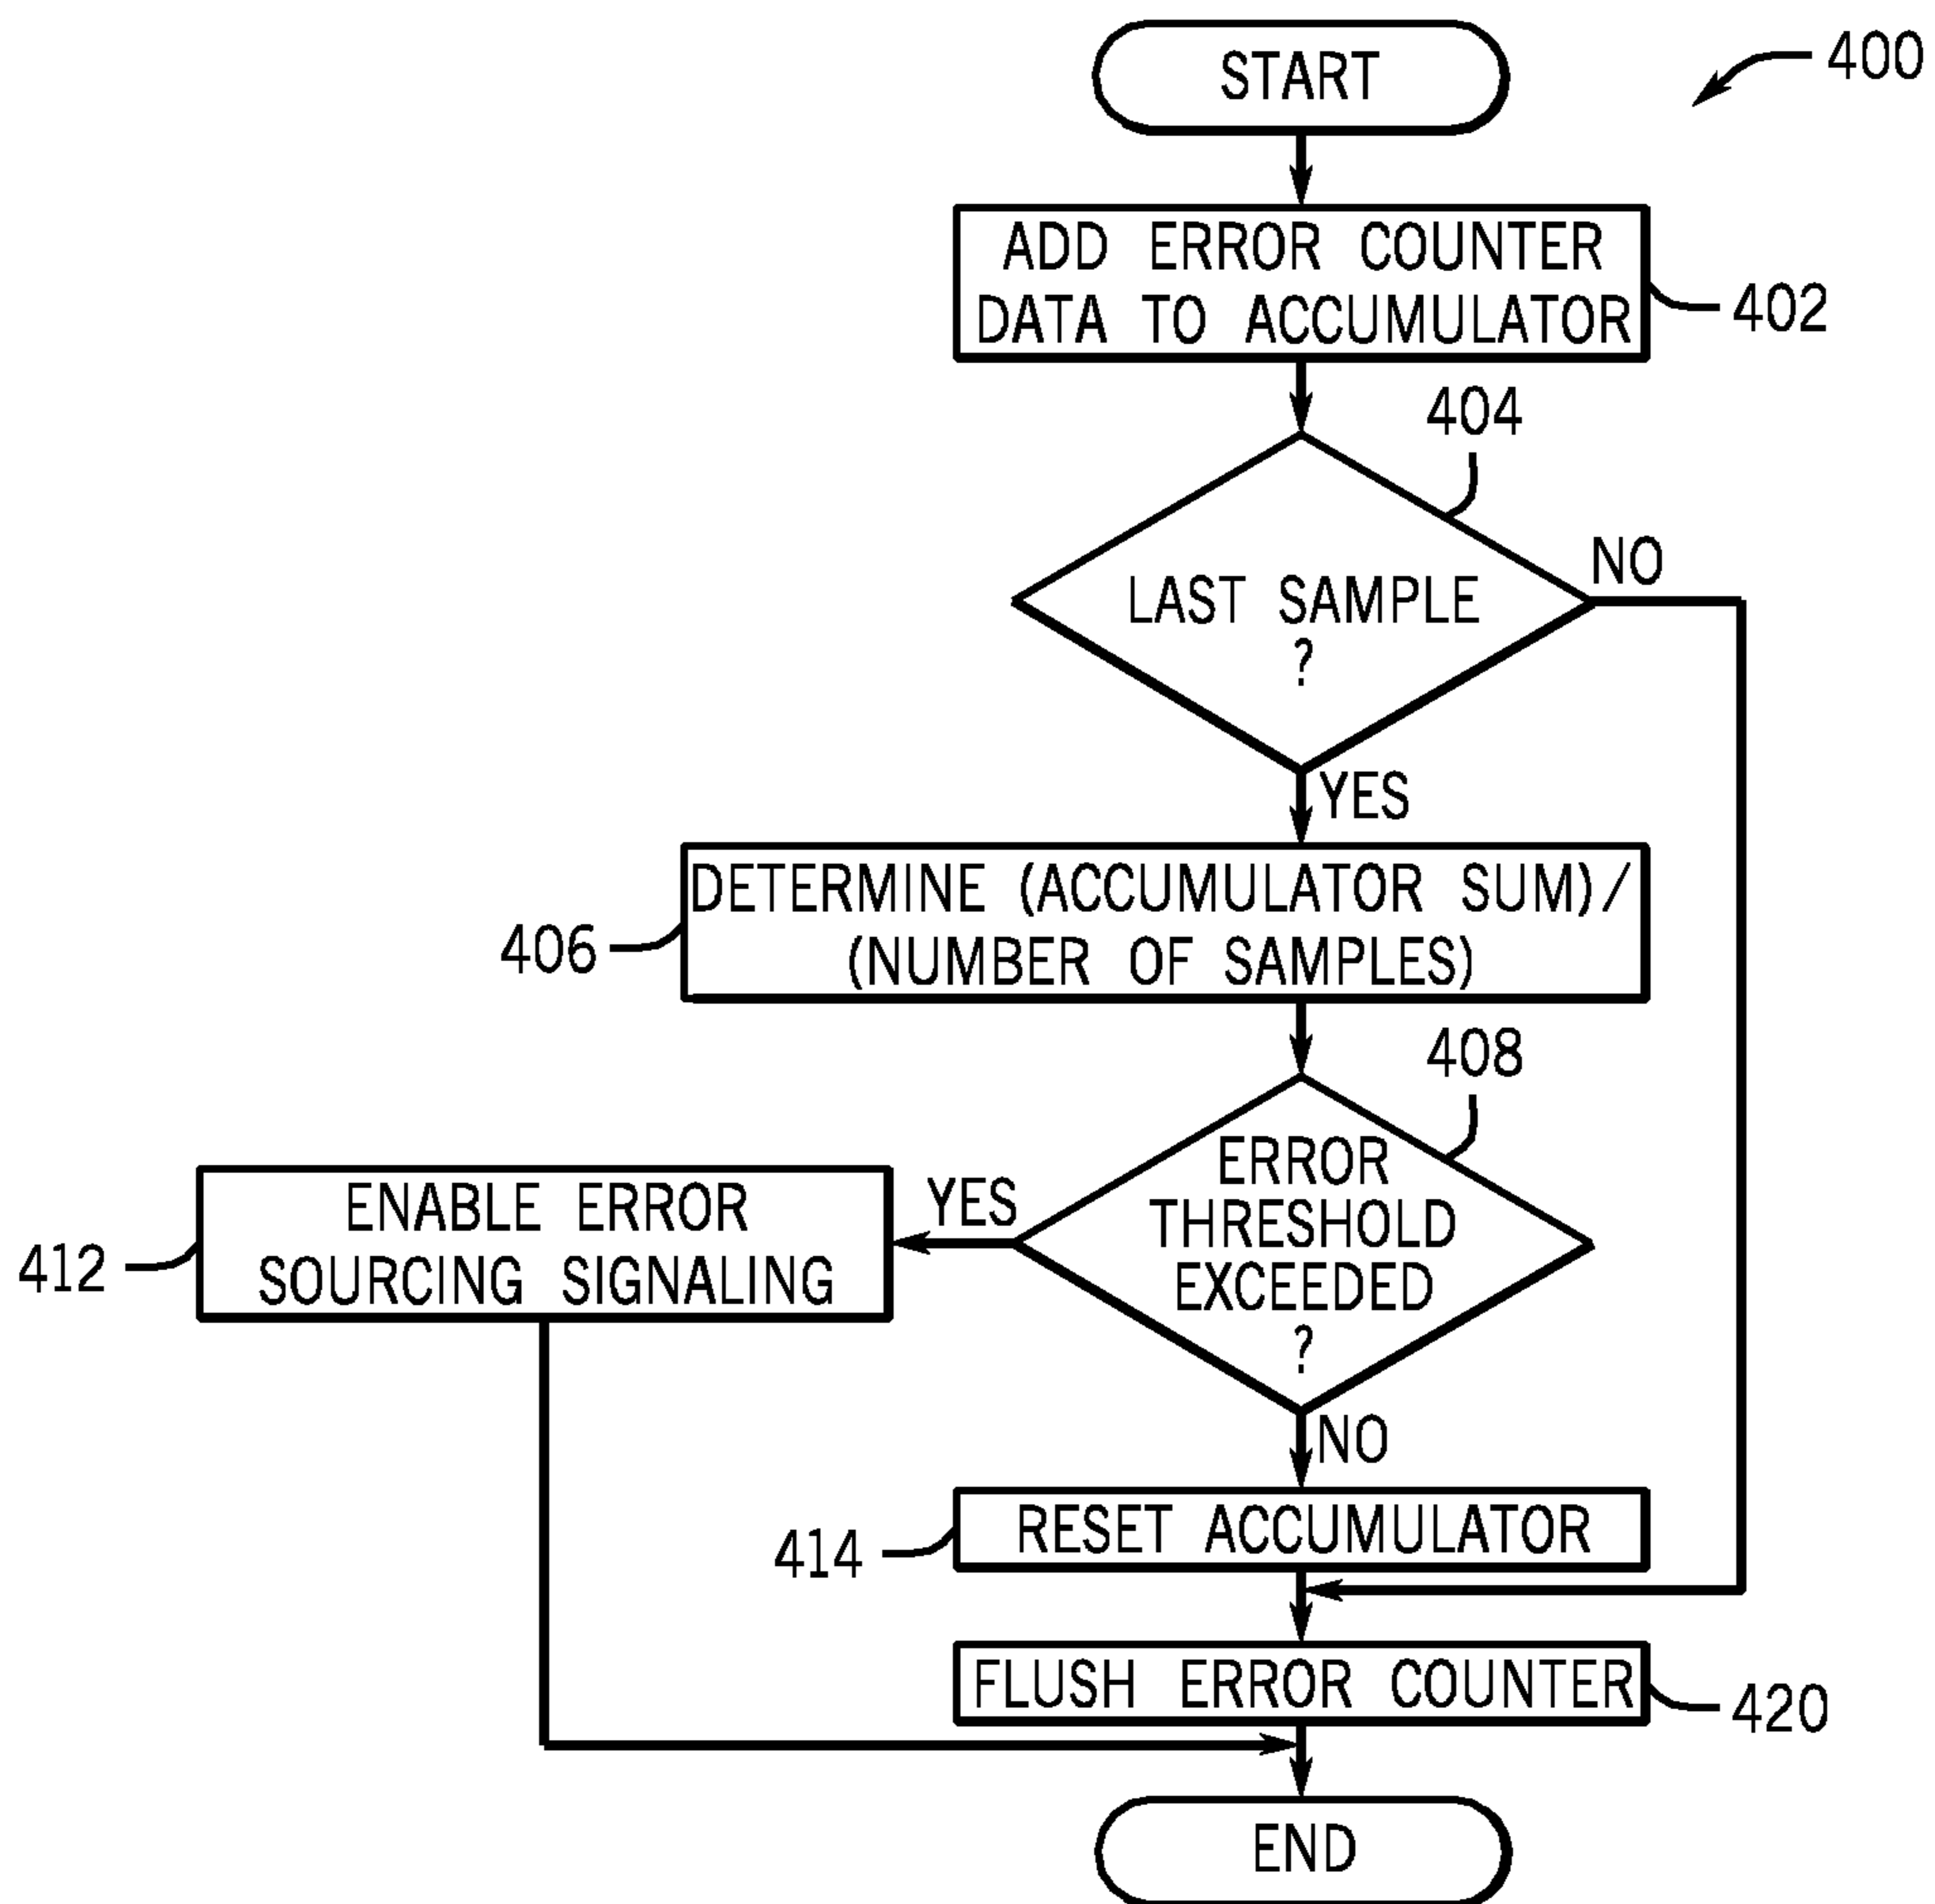 START
400
ADD ERROR COUNTER
DATA TO ACCUMULATOR
402
404
LAST SAMPLE
?
NO
YES
DETERMINE (ACCUMULATOR SUM)/
(NUMBER OF SAMPLES)
406
408
ERROR
THRESHOLD
EXCEEDED
?
YES
ENABLE ERROR
SOURCING SIGNALING
412
NO
RESET ACCUMULATOR
414
FLUSH ERROR COUNTER
420
END